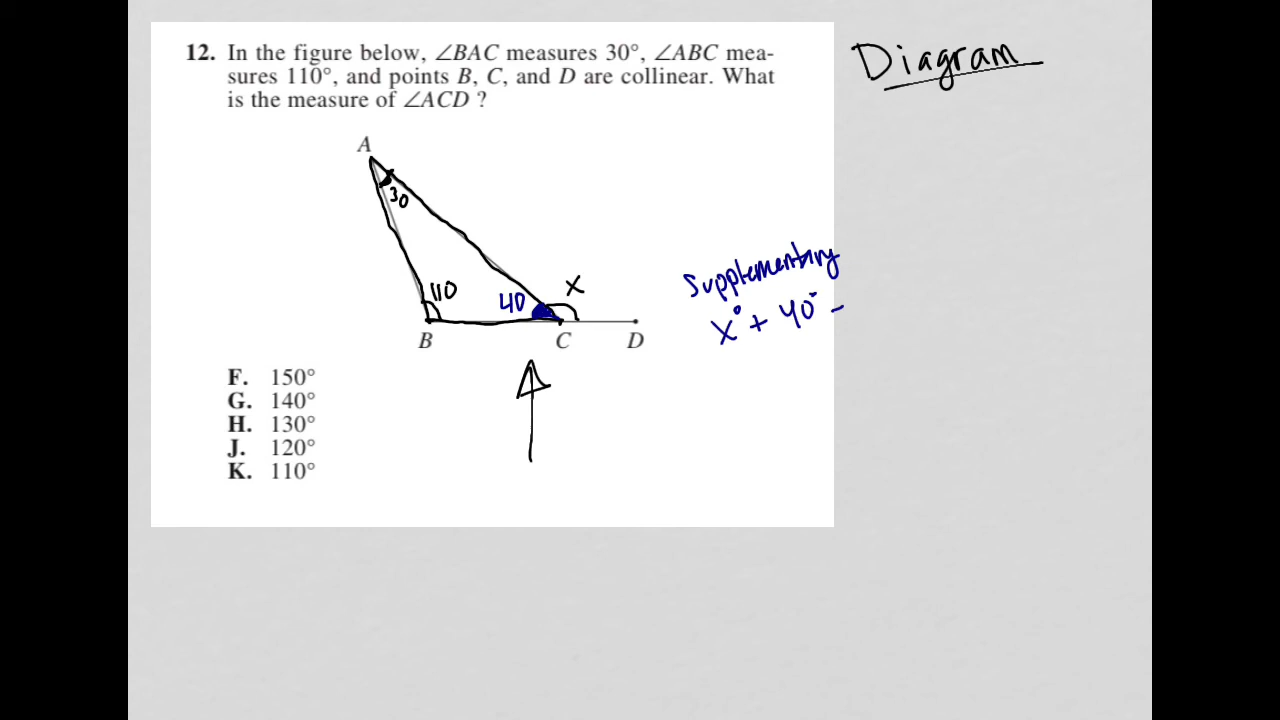 12. In the figure below, ∠BAC measures 30°, ∠ABC mea-
sures 110°, and points B, C, and D are collinear. What
is the measure of ∠ACD ?
Diagram
A
30
110
40
x
B
C
D
Supplementary
x° + 40° -
F. 150°
G. 140°
H. 130°
J. 120°
K. 110°